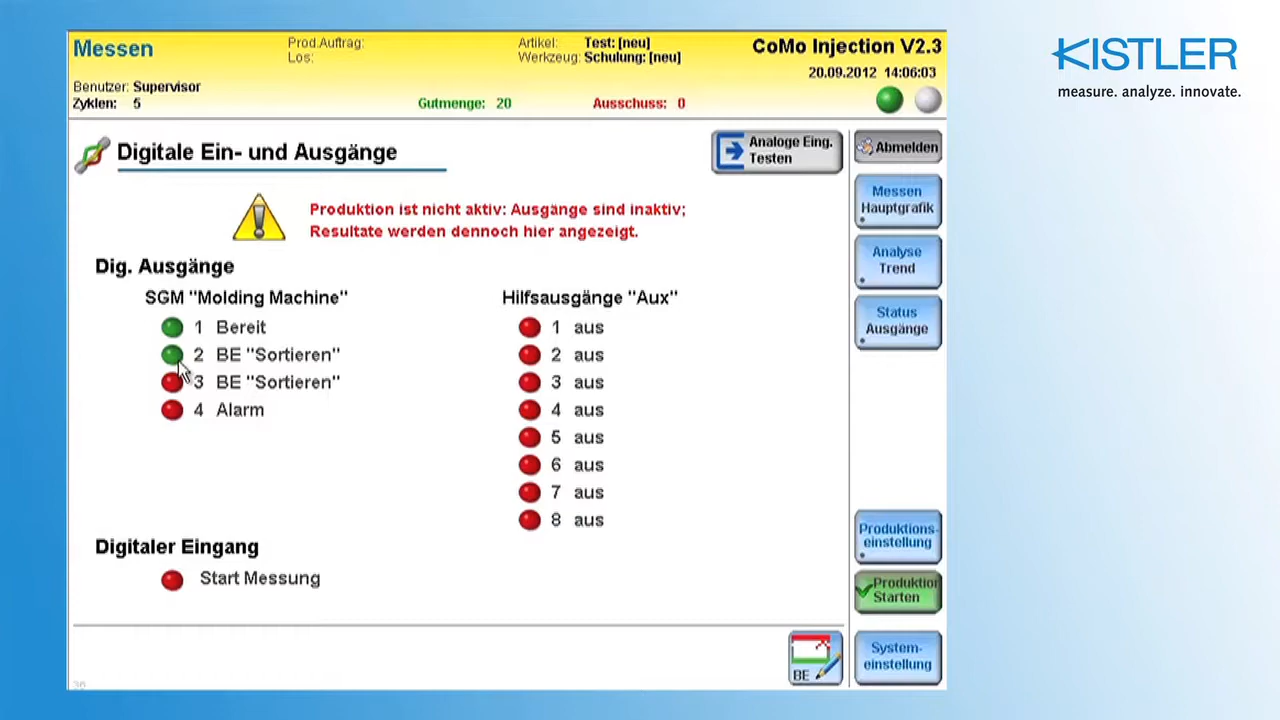 Messen
Prod.Auftrag:
Los:
Artikel: Test: [neu]
Werkzeug: Schulung: [neu]
CoMo Injection V2.3
20.09.2012 14:06:03
Benutzer: Supervisor
Zyklen: 5
Gutmenge: 20
Ausschuss: 0
KISTLER
measure. analyze. innovate.
Digitale Ein- und Ausgänge
Analoge Eing.
Testen
Abmelden
Produktion ist nicht aktiv: Ausgänge sind inaktiv;
Resultate werden dennoch hier angezeigt.
Messen
Hauptgrafik
Analyse
Trend
Status
Ausgänge
Dig. Ausgänge
SGM "Molding Machine"
1 Bereit
2 BE "Sortieren"
3 BE "Sortieren"
4 Alarm
Hilfsausgänge "Aux"
1 aus
2 aus
3 aus
4 aus
5 aus
6 aus
7 aus
8 aus
Digitaler Eingang
Start Messung
Produktions-
einstellung
Produktion
Starten
BE
System-
einstellung
36